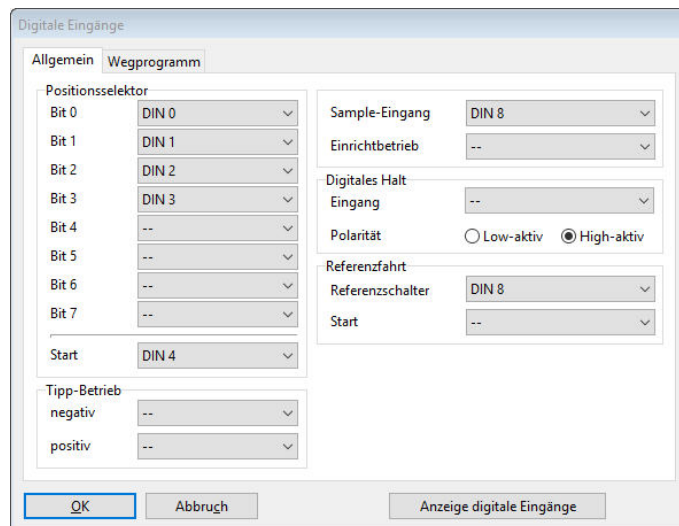 Digitale Eingänge
Allgemein Wegprogramm
Positionsselektor
Bit 0 DIN 0
Bit 1 DIN 1
Bit 2 DIN 2
Bit 3 DIN 3
Bit 4 --
Bit 5 --
Bit 6 --
Bit 7 --
Start DIN 4
Tipp-Betrieb
negativ --
positiv --
Sample-Eingang DIN 8
Einrichtbetrieb --
Digitales Halt
Eingang --
Polarität Low-aktiv High-aktiv
Referenzfahrt
Referenzschalter DIN 8
Start --
OK Abbruch Anzeige digitale Eingänge